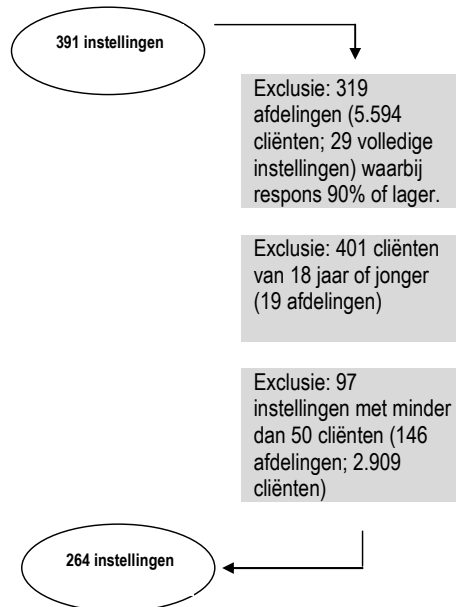 391 instellingen
Exclusie: 319
afdelingen (5.594
cliënten; 29 volledige
instellingen) waarbij
respons 90% of lager.
Exclusie: 401 cliënten
van 18 jaar of jonger
(19 afdelingen)
Exclusie: 97
instellingen met minder
dan 50 cliënten (146
afdelingen; 2.909
cliënten)
264 instellingen